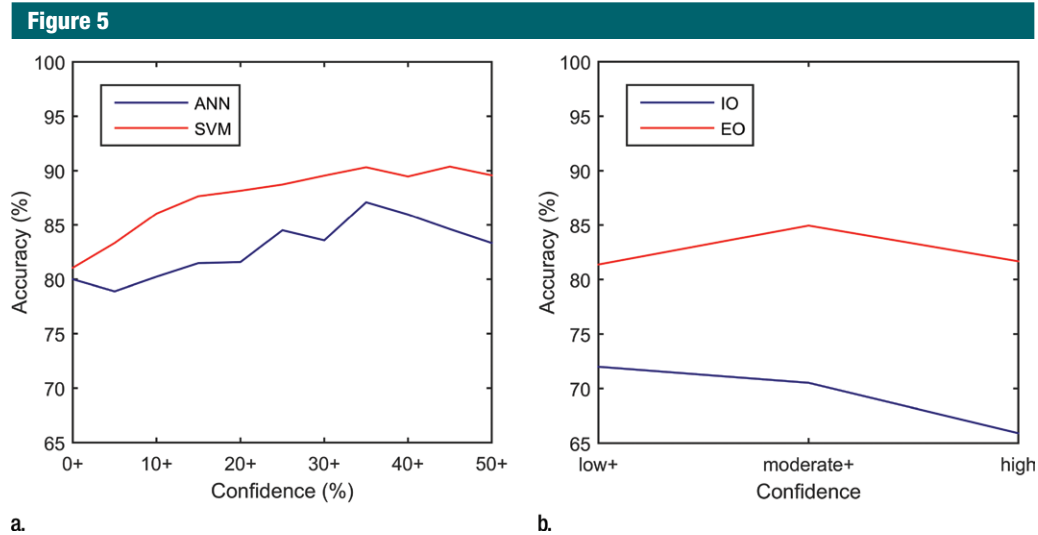 Figure 5
100
95
90
85
80
75
70
65
Accuracy (%)
ANN
SVM
0+ 10+ 20+ 30+ 40+ 50+
Confidence (%)
a.
100
95
90
85
80
75
70
65
Accuracy (%)
IO
EO
low+ moderate+ high
Confidence
b.